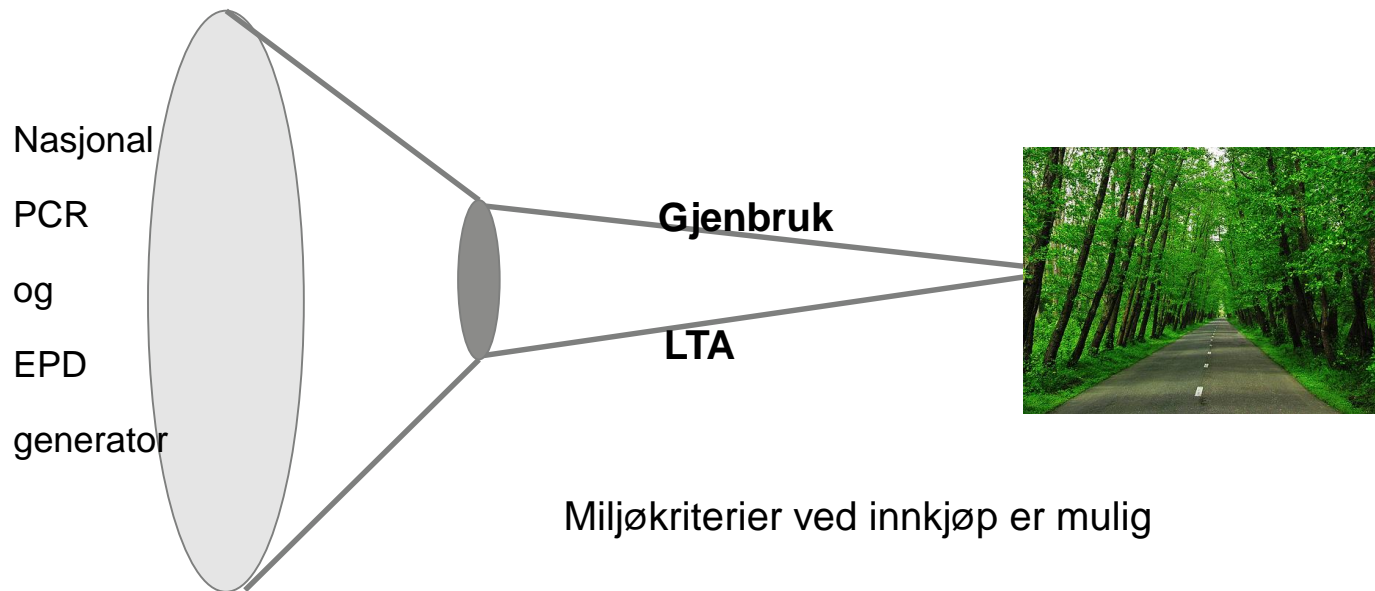 Nasjonal
PCR
og
EPD
generator
Gjenbruk
LTA
Miljøkriterier ved innkjøp er mulig